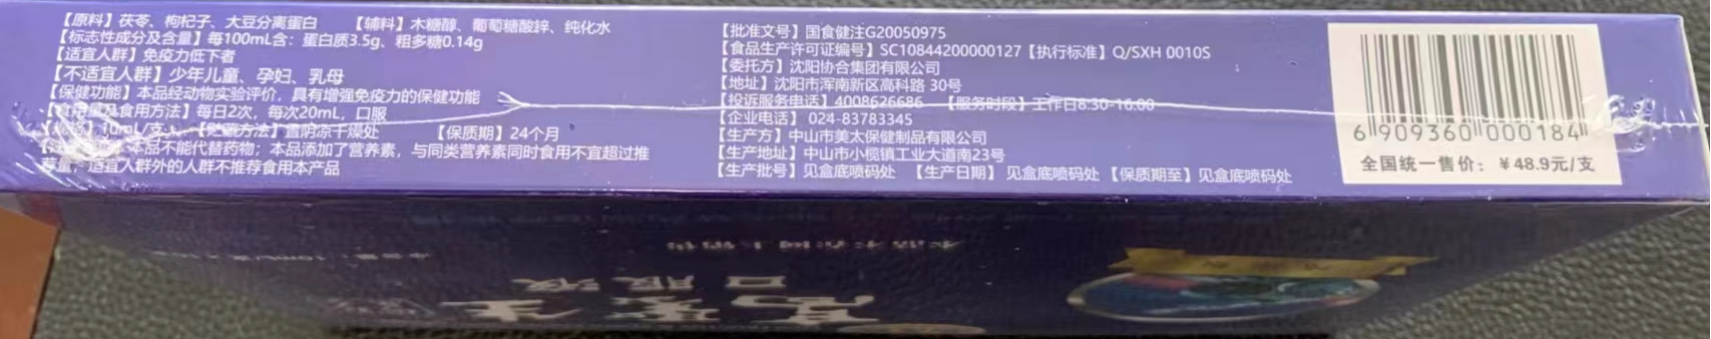 【原料】茯苓、枸杞子、大豆分离蛋白 【辅料】木糖醇、葡萄糖酸锌、纯化水
【标志性成分及含量】每100mL含：蛋白质3.5g、粗多糖0.14g
【适宜人群】免疫力低下者
【不适宜人群】少年儿童、孕妇、乳母
【保健功能】本品经动物实验评价，具有增强免疫力的保健功能
【食用量及食用方法】每日2次，每次20mL，口服
【规格】10mL/支 【贮藏方法】置阴凉干燥处 【保质期】24个月
本品不能代替药物；本品添加了营养素，与同类营养素同时食用不宜超过推
荐量；适宜人群外的人群不推荐食用本产品
【批准文号】国食健注G20050975
【食品生产许可证编号】SC10844200000127【执行标准】Q/SXH 0010S
【委托方】沈阳协合集团有限公司
【地址】沈阳市浑南新区高科路 30号
【投诉服务电话】4008626686 【服务时段】工作日8:30-16:00
【企业电话】 024-83783345
【生产方】中山市美太保健制品有限公司
【生产地址】中山市小榄镇工业大道南23号
【生产批号】见盒底喷码处 【生产日期】 见盒底喷码处 【保质期至】见盒底喷码处
6 909360 000184
全国统一售价：￥48.9元/支
口服液